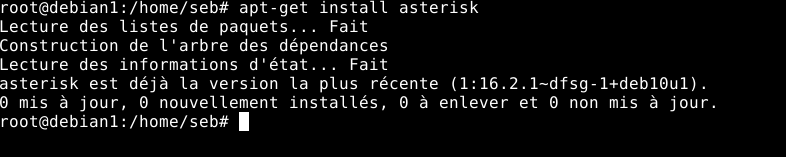 root@debian1:/home/seb# apt-get install asterisk
Lecture des listes de paquets... Fait
Construction de l'arbre des dépendances
Lecture des informations d'état... Fait
asterisk est déjà la version la plus récente (1:16.2.1~dfsg-1+deb10u1).
0 mis à jour, 0 nouvellement installés, 0 à enlever et 0 non mis à jour.
root@debian1:/home/seb#